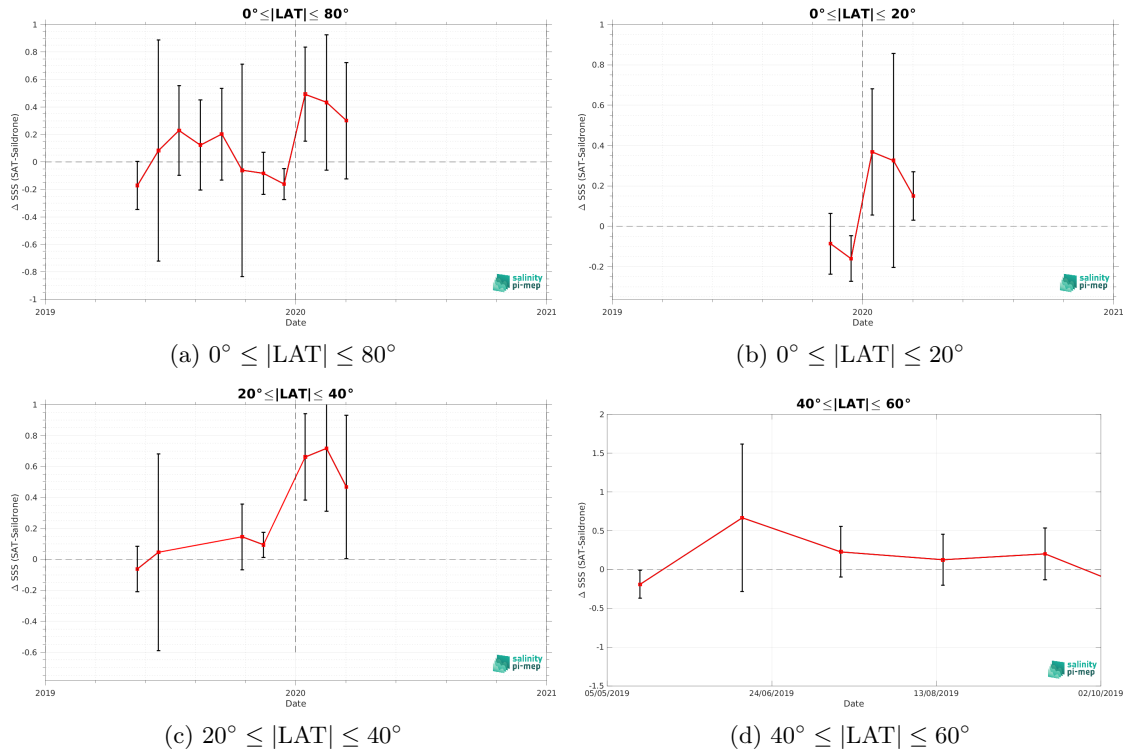 0°≤|LAT|≤ 80°
Δ SSS (SAT-Saildrone)
1
0.8
0.6
0.4
0.2
0
-0.2
-0.4
-0.6
-0.8
-1
2019
2020
2021
Date
salinity
pi-mep
(a) 0° ≤ |LAT| ≤ 80°
0°≤|LAT|≤ 20°
Δ SSS (SAT-Saildrone)
1
0.8
0.6
0.4
0.2
0
-0.2
2019
2020
2021
Date
salinity
pi-mep
(b) 0° ≤ |LAT| ≤ 20°
20°≤|LAT|≤ 40°
Δ SSS (SAT-Saildrone)
1
0.8
0.6
0.4
0.2
0
-0.2
-0.4
-0.6
2019
2020
2021
Date
salinity
pi-mep
(c) 20° ≤ |LAT| ≤ 40°
40°≤|LAT|≤ 60°
Δ SSS (SAT-Saildrone)
2
1.5
1
0.5
0
-0.5
-1
-1.5
05/05/2019
24/06/2019
13/08/2019
02/10/2019
Date
salinity
pi-mep
(d) 40° ≤ |LAT| ≤ 60°